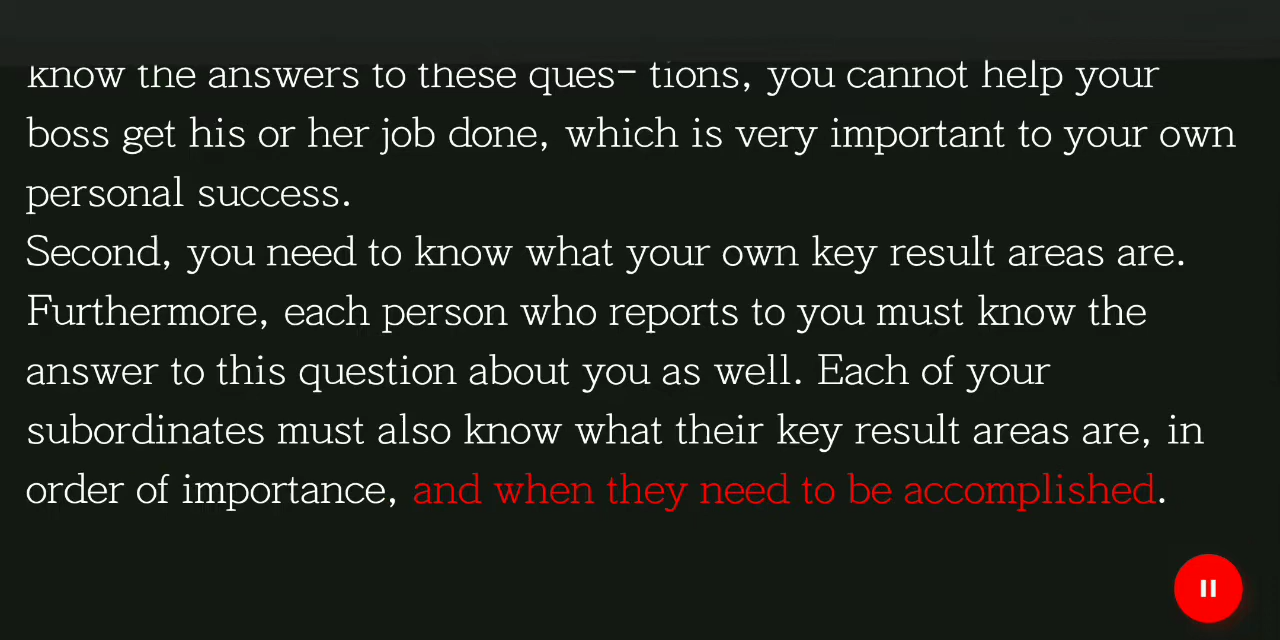 know the answers to these ques- tions, you cannot help your
boss get his or her job done, which is very important to your own
personal success.
Second, you need to know what your own key result areas are.
Furthermore, each person who reports to you must know the
answer to this question about you as well. Each of your
subordinates must also know what their key result areas are, in
order of importance, and when they need to be accomplished.